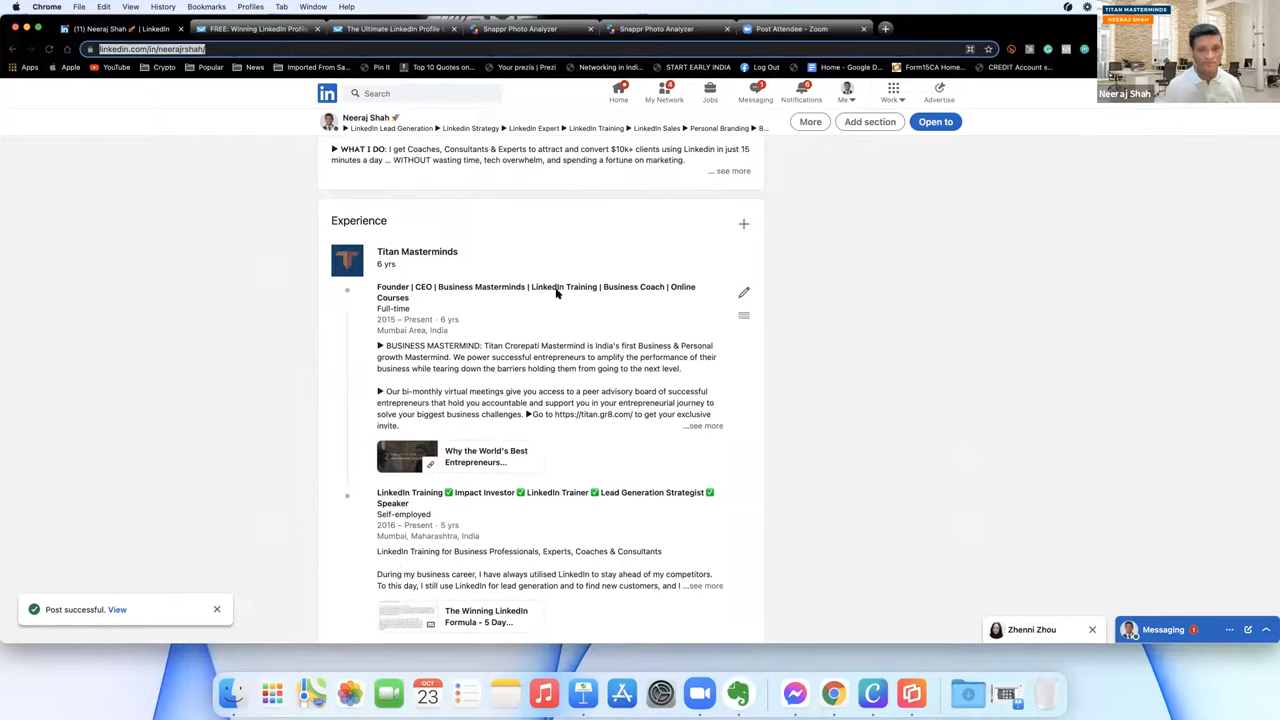 Chrome File Edit View History Bookmarks Profiles Tab Window Help
(11) Neeraj Shah 🚀 | LinkedIn
FREE: Winning LinkedIn Profile
The Ultimate LinkedIn Profile
Snappr Photo Analyzer
Snappr Photo Analyzer
Post Attendee - Zoom
linkedin.com/in/neerajrshah/
Apps Apple YouTube Crypto Popular News Imported From Sa... Pin It Top 10 Quotes on... Your prezis | Prezi Networking in Indi... START EARLY INDIA Log Out Home - Google D... Form15CA Home... CREDIT Account s...
TITAN MASTERMINDS
NEERAJ SHAH
Neeraj Shah
in Search
Home My Network Jobs Messaging Notifications Me Work Advertise
4 1 6
Neeraj Shah 🚀
▶ LinkedIn Lead Generation ▶ Linkedin Strategy ▶ LinkedIn Expert ▶ LinkedIn Training ▶ LinkedIn Sales ▶ Personal Branding ▶ B...
More Add section Open to
▶ WHAT I DO: I get Coaches, Consultants & Experts to attract and convert $10k+ clients using Linkedin in just 15
minutes a day ... WITHOUT wasting time, tech overwhelm, and spending a fortune on marketing.
... see more
Experience
T
Titan Masterminds
6 yrs
Founder | CEO | Business Masterminds | LinkedIn Training | Business Coach | Online
Courses
Full-time
2015 – Present · 6 yrs
Mumbai Area, India
▶ BUSINESS MASTERMIND: Titan Crorepati Mastermind is India's first Business & Personal
growth Mastermind. We power successful entrepreneurs to amplify the performance of their
business while tearing down the barriers holding them from going to the next level.
▶ Our bi-monthly virtual meetings give you access to a peer advisory board of successful
entrepreneurs that hold you accountable and support you in your entrepreneurial journey to
solve your biggest business challenges. ▶Go to https://titan.gr8.com/ to get your exclusive
invite.
...see more
Why the World's Best
Entrepreneurs...
LinkedIn Training ✅ Impact Investor ✅ LinkedIn Trainer ✅ Lead Generation Strategist ✅
Speaker
Self-employed
2016 – Present · 5 yrs
Mumbai, Maharashtra, India
LinkedIn Training for Business Professionals, Experts, Coaches & Consultants
During my business career, I have always utilised LinkedIn to stay ahead of my competitors.
To this day, I still use LinkedIn for lead generation and to find new customers, and I ...see more
The Winning LinkedIn
Formula - 5 Day...
Post successful. View
Zhenni Zhou
Messaging 1
OCT
23